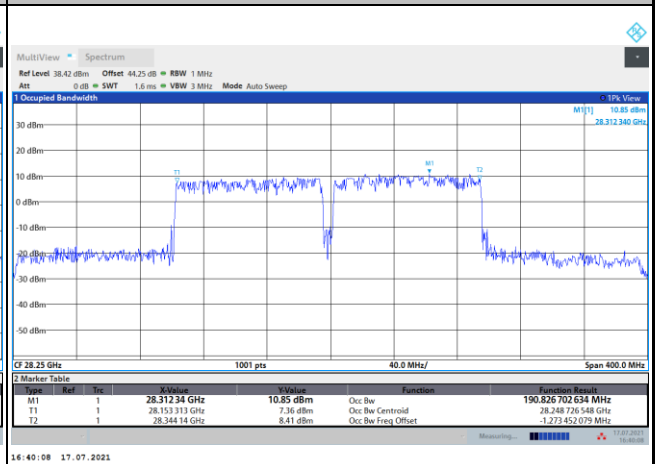 MultiView Spectrum
Ref Level 38.42 dBm Offset 44.25 dB RBW 1 MHz
Att 0 dB SWT 1.6 ms VBW 3 MHz Mode Auto Sweep
1 Occupied Bandwidth 1Pk View
M1[1] 10.85 dBm
28.312 340 GHz
30 dBm
20 dBm
M1
T1 T2
10 dBm
0 dBm
-10 dBm
-20 dBm
-30 dBm
-40 dBm
-50 dBm
CF 28.25 GHz 1001 pts 40.0 MHz/ Span 400.0 MHz
2 Marker Table
Type Ref Trc X-Value Y-Value Function Function Result
M1 1 28.312 34 GHz 10.85 dBm Occ Bw 190.826 702 634 MHz
T1 1 28.153 313 GHz 7.36 dBm Occ Bw Centroid 28.248 726 548 GHz
T2 1 28.344 14 GHz 8.41 dBm Occ Bw Freq Offset -1.273 452 079 MHz
Measuring... 17.07.2021
16:40:08
16:40:08 17.07.2021